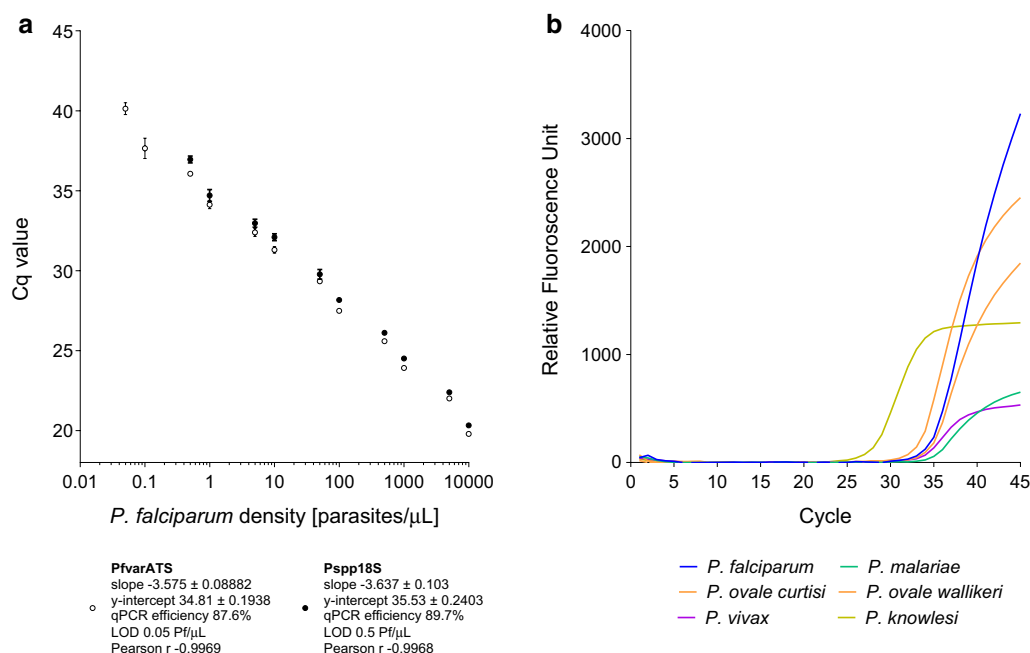 a
45
40
35
30
25
20
Cq value
0.01
0.1
1
10
100
1000
10000
P. falciparum density [parasites/μL]
PfvarATS
slope -3.575 ± 0.08882
y-intercept 34.81 ± 0.1938
qPCR efficiency 87.6%
LOD 0.05 Pf/μL
Pearson r -0.9969
Pspp18S
slope -3.637 ± 0.103
y-intercept 35.53 ± 0.2403
qPCR efficiency 89.7%
LOD 0.5 Pf/μL
Pearson r -0.9968
b
4000
3000
2000
1000
0
Relative Fluoroscence Unit
0
5
10
15
20
25
30
35
40
45
Cycle
P. falciparum
P. ovale curtisi
P. vivax
P. malariae
P. ovale wallikeri
P. knowlesi